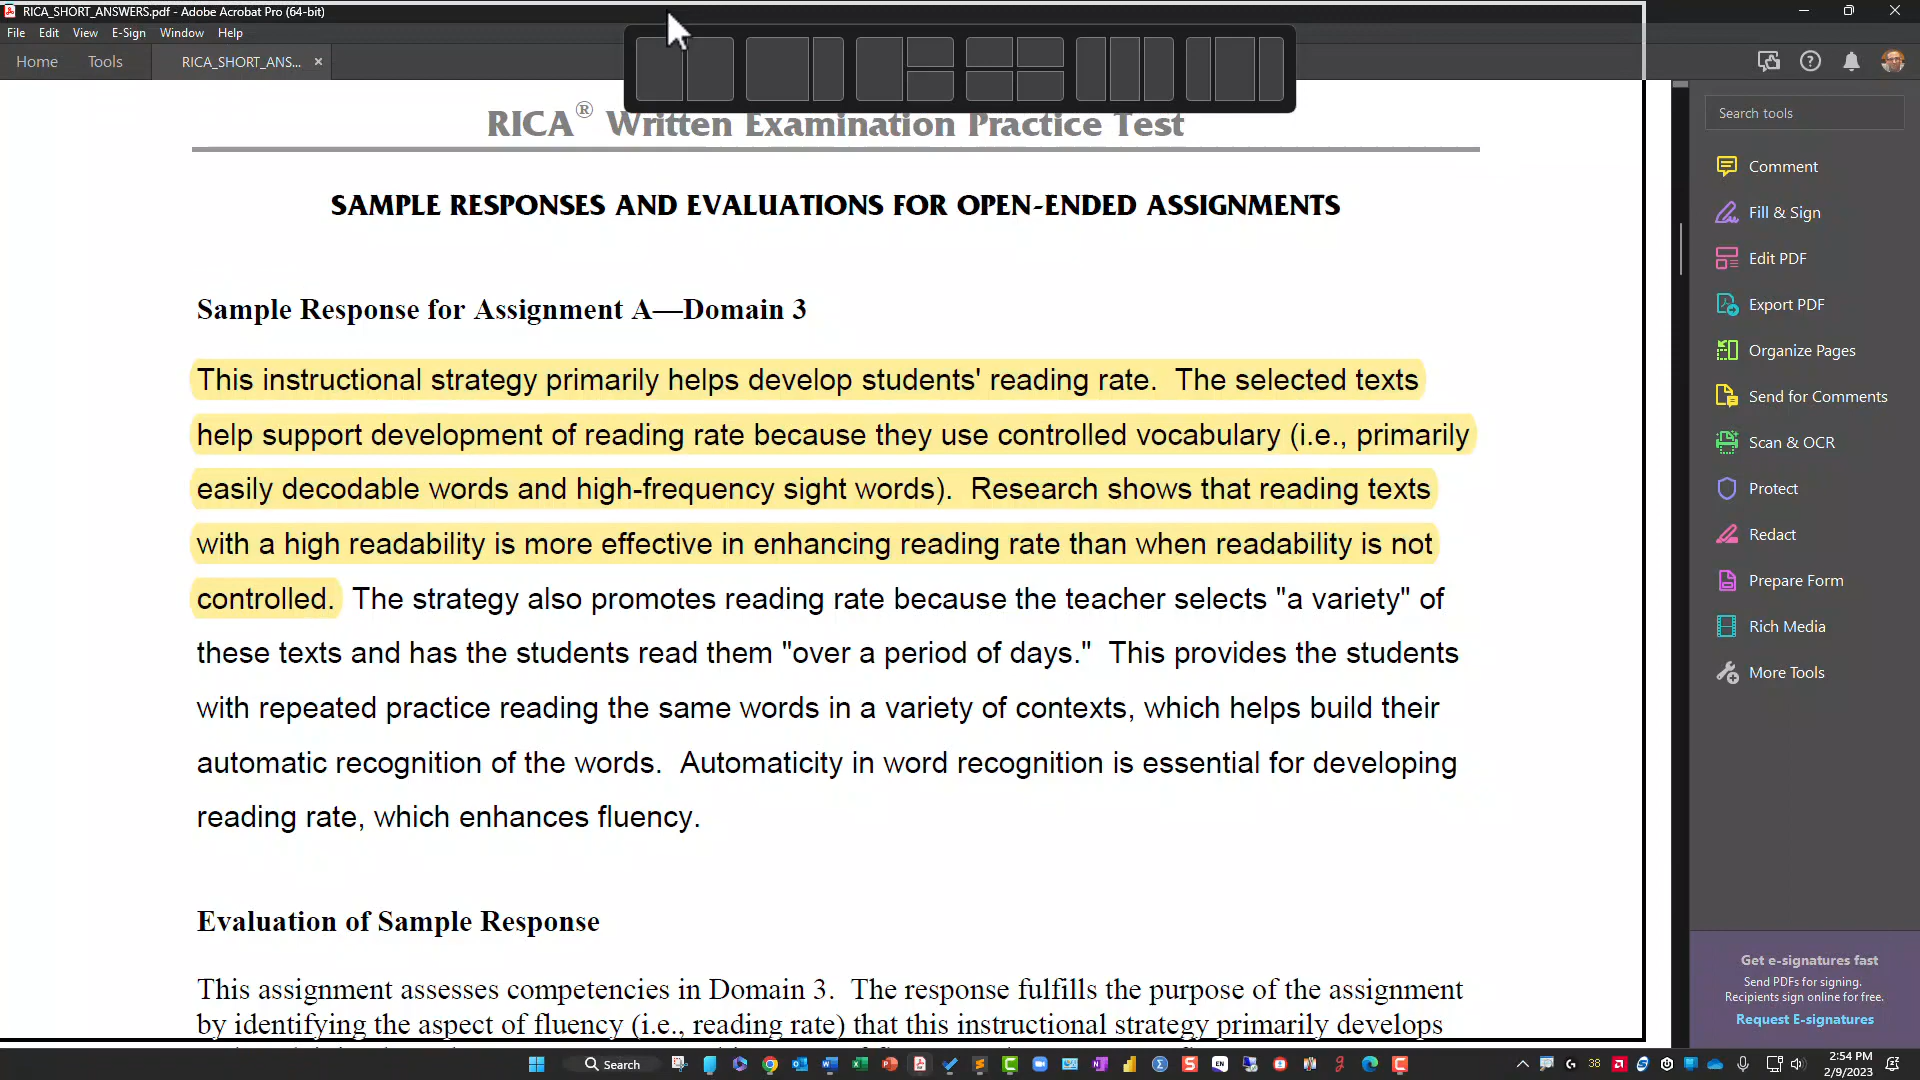 RICA_SHORT_ANSWERS.pdf - Adobe Acrobat Pro (64-bit)
File Edit View E-Sign Window Help
Home Tools RICA_SHORT_ANS... ×
RICA® Written Examination Practice Test
SAMPLE RESPONSES AND EVALUATIONS FOR OPEN-ENDED ASSIGNMENTS
Sample Response for Assignment A—Domain 3
This instructional strategy primarily helps develop students' reading rate.  The selected texts
help support development of reading rate because they use controlled vocabulary (i.e., primarily
easily decodable words and high-frequency sight words).  Research shows that reading texts
with a high readability is more effective in enhancing reading rate than when readability is not
controlled.  The strategy also promotes reading rate because the teacher selects "a variety" of
these texts and has the students read them "over a period of days."  This provides the students
with repeated practice reading the same words in a variety of contexts, which helps build their
automatic recognition of the words.  Automaticity in word recognition is essential for developing
reading rate, which enhances fluency.
Evaluation of Sample Response
This assignment assesses competencies in Domain 3.  The response fulfills the purpose of the assignment
by identifying the aspect of fluency (i.e., reading rate) that this instructional strategy primarily develops
Search tools
Comment
Fill & Sign
Edit PDF
Export PDF
Organize Pages
Send for Comments
Scan & OCR
Protect
Redact
Prepare Form
Rich Media
More Tools
Get e-signatures fast
Send PDFs for signing.
Recipients sign online for free.
Request E-signatures
Search
38
2:54 PM
2/9/2023